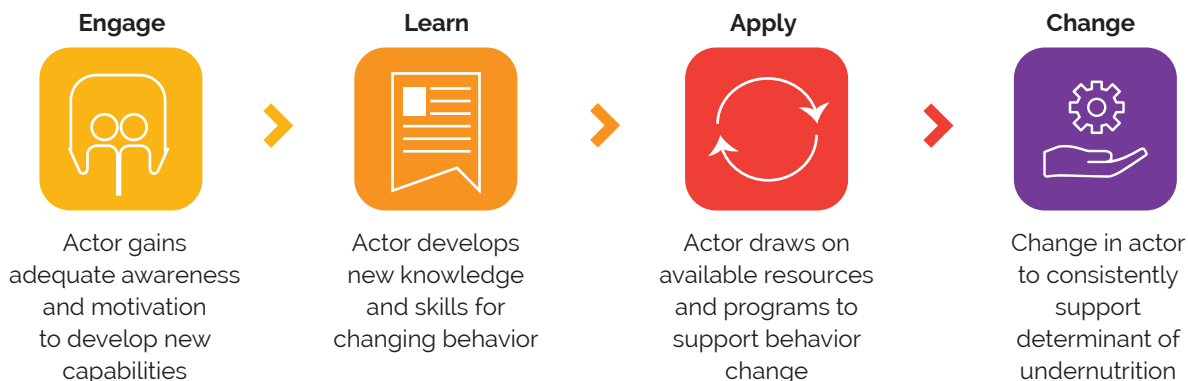 Engage
Actor gains
adequate awareness
and motivation
to develop new
capabilities
Learn
Actor develops
new knowledge
and skills for
changing behavior
Apply
Actor draws on
available resources
and programs to
support behavior
change
Change
Change in actor
to consistently
support
determinant of
undernutrition